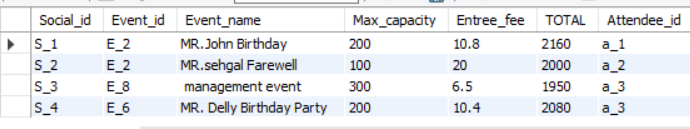 Social_id Event_id Event_name Max_capacity Entree_fee TOTAL Attendee_id
S_1 E_2 MR.John Birthday 200 10.8 2160 a_1
S_2 E_2 MR.sehgal Farewell 100 20 2000 a_2
S_3 E_8 management event 300 6.5 1950 a_3
S_4 E_6 MR. Delly Birthday Party 200 10.4 2080 a_3